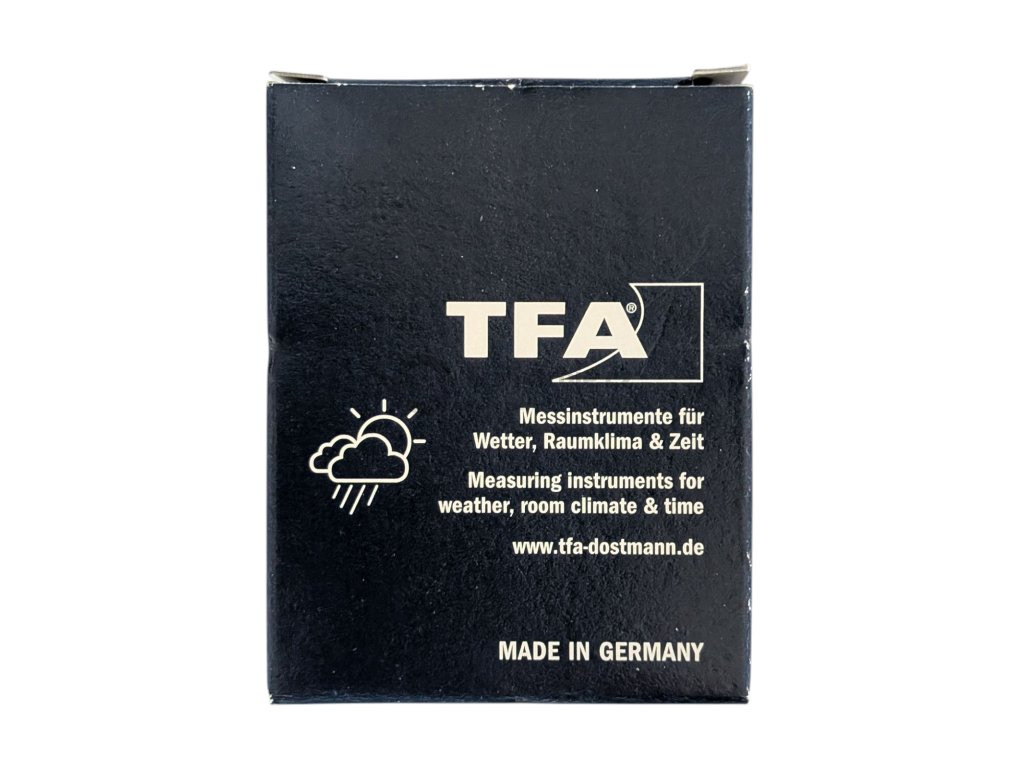 TFA®
Messinstrumente für
Wetter, Raumklima & Zeit
Measuring instruments for
weather, room climate & time
www.tfa-dostmann.de
MADE IN GERMANY